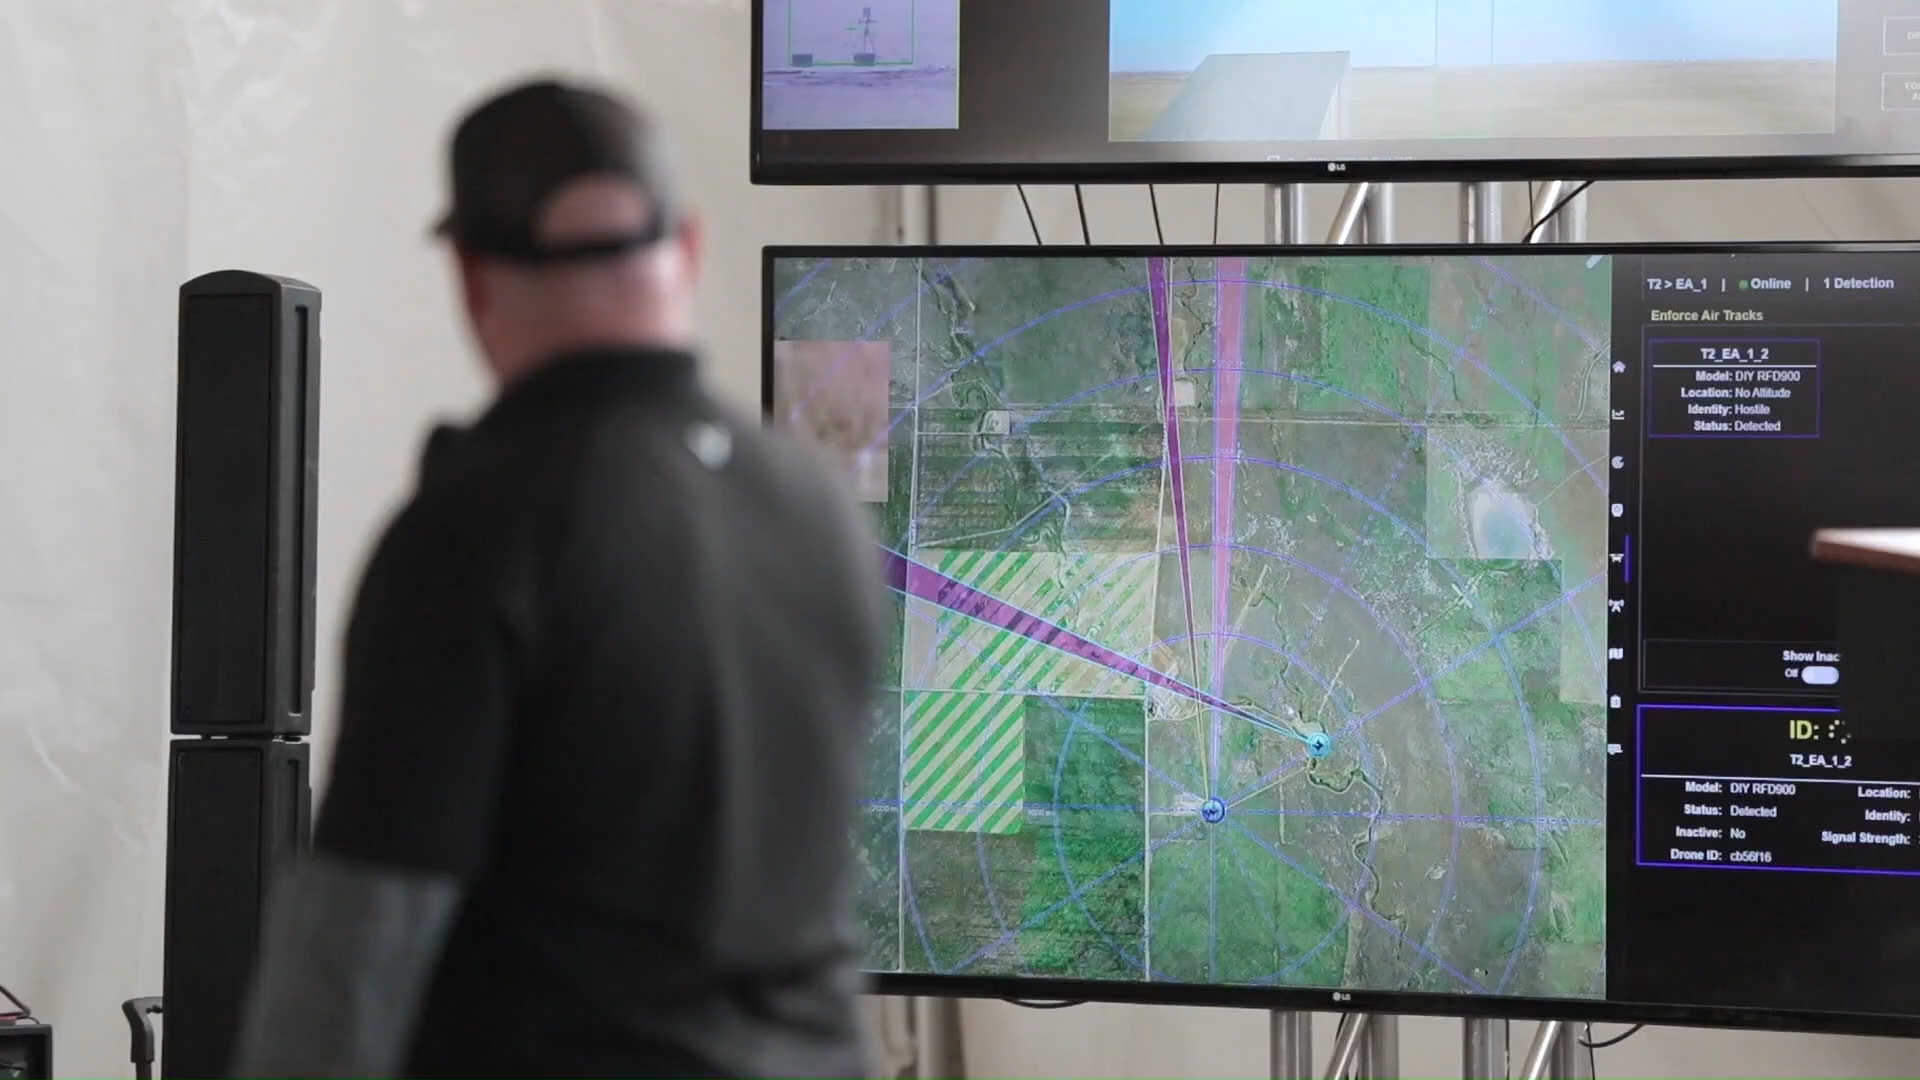 LG
T2 > EA_1 | Online | 1 Detection
Enforce Air Tracks
T2_EA_1_2
Model: DIY RFD900
Location: No Altitude
Identity: Hostile
Status: Detected
Show Inac
Off
ID:
T2_EA_1_2
Model: DIY RFD900
Location:
Status: Detected
Identity:
Inactive: No
Signal Strength:
Drone ID: cb56f16
LG